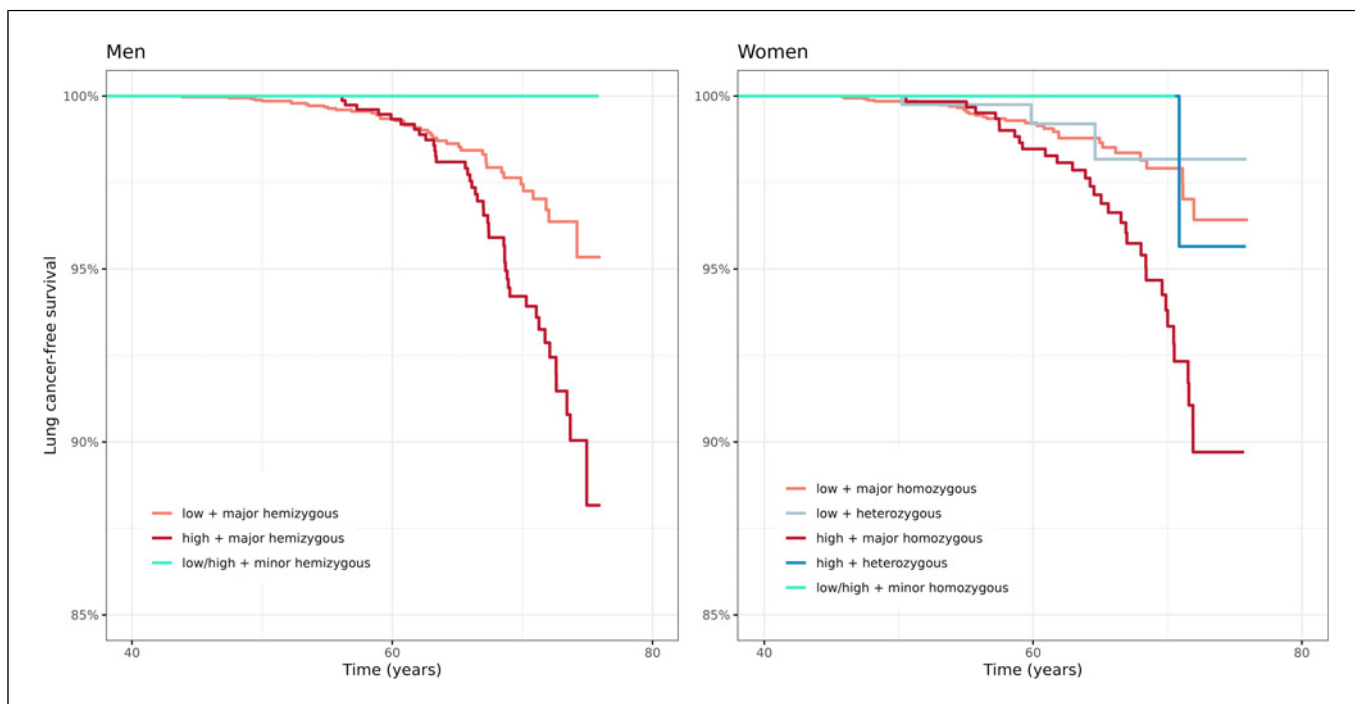 Men
Lung cancer-free survival
100%
95%
90%
85%
low + major hemizygous
high + major hemizygous
low/high + minor hemizygous
40
60
80
Time (years)
Women
100%
95%
90%
85%
low + major homozygous
low + heterozygous
high + major homozygous
high + heterozygous
low/high + minor homozygous
40
60
80
Time (years)